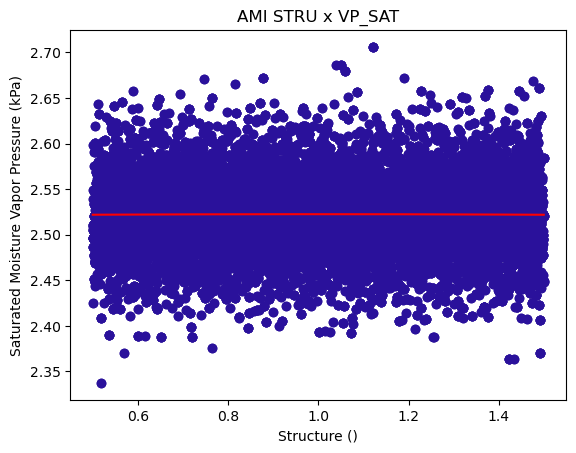 AMI STRU x VP_SAT
Saturated Moisture Vapor Pressure (kPa)
2.70
2.65
2.60
2.55
2.50
2.45
2.40
2.35
0.6 0.8 1.0 1.2 1.4
Structure ()